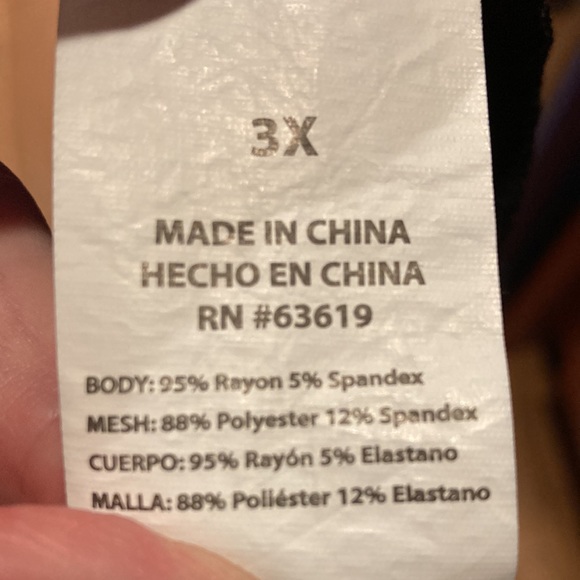 3X
MADE IN CHINA
HECHO EN CHINA
RN #63619
BODY: 95% Rayon 5% Spandex
MESH: 88% Polyester 12% Spandex
CUERPO: 95% Rayón 5% Elastano
MALLA: 88% Poliéster 12% Elastano